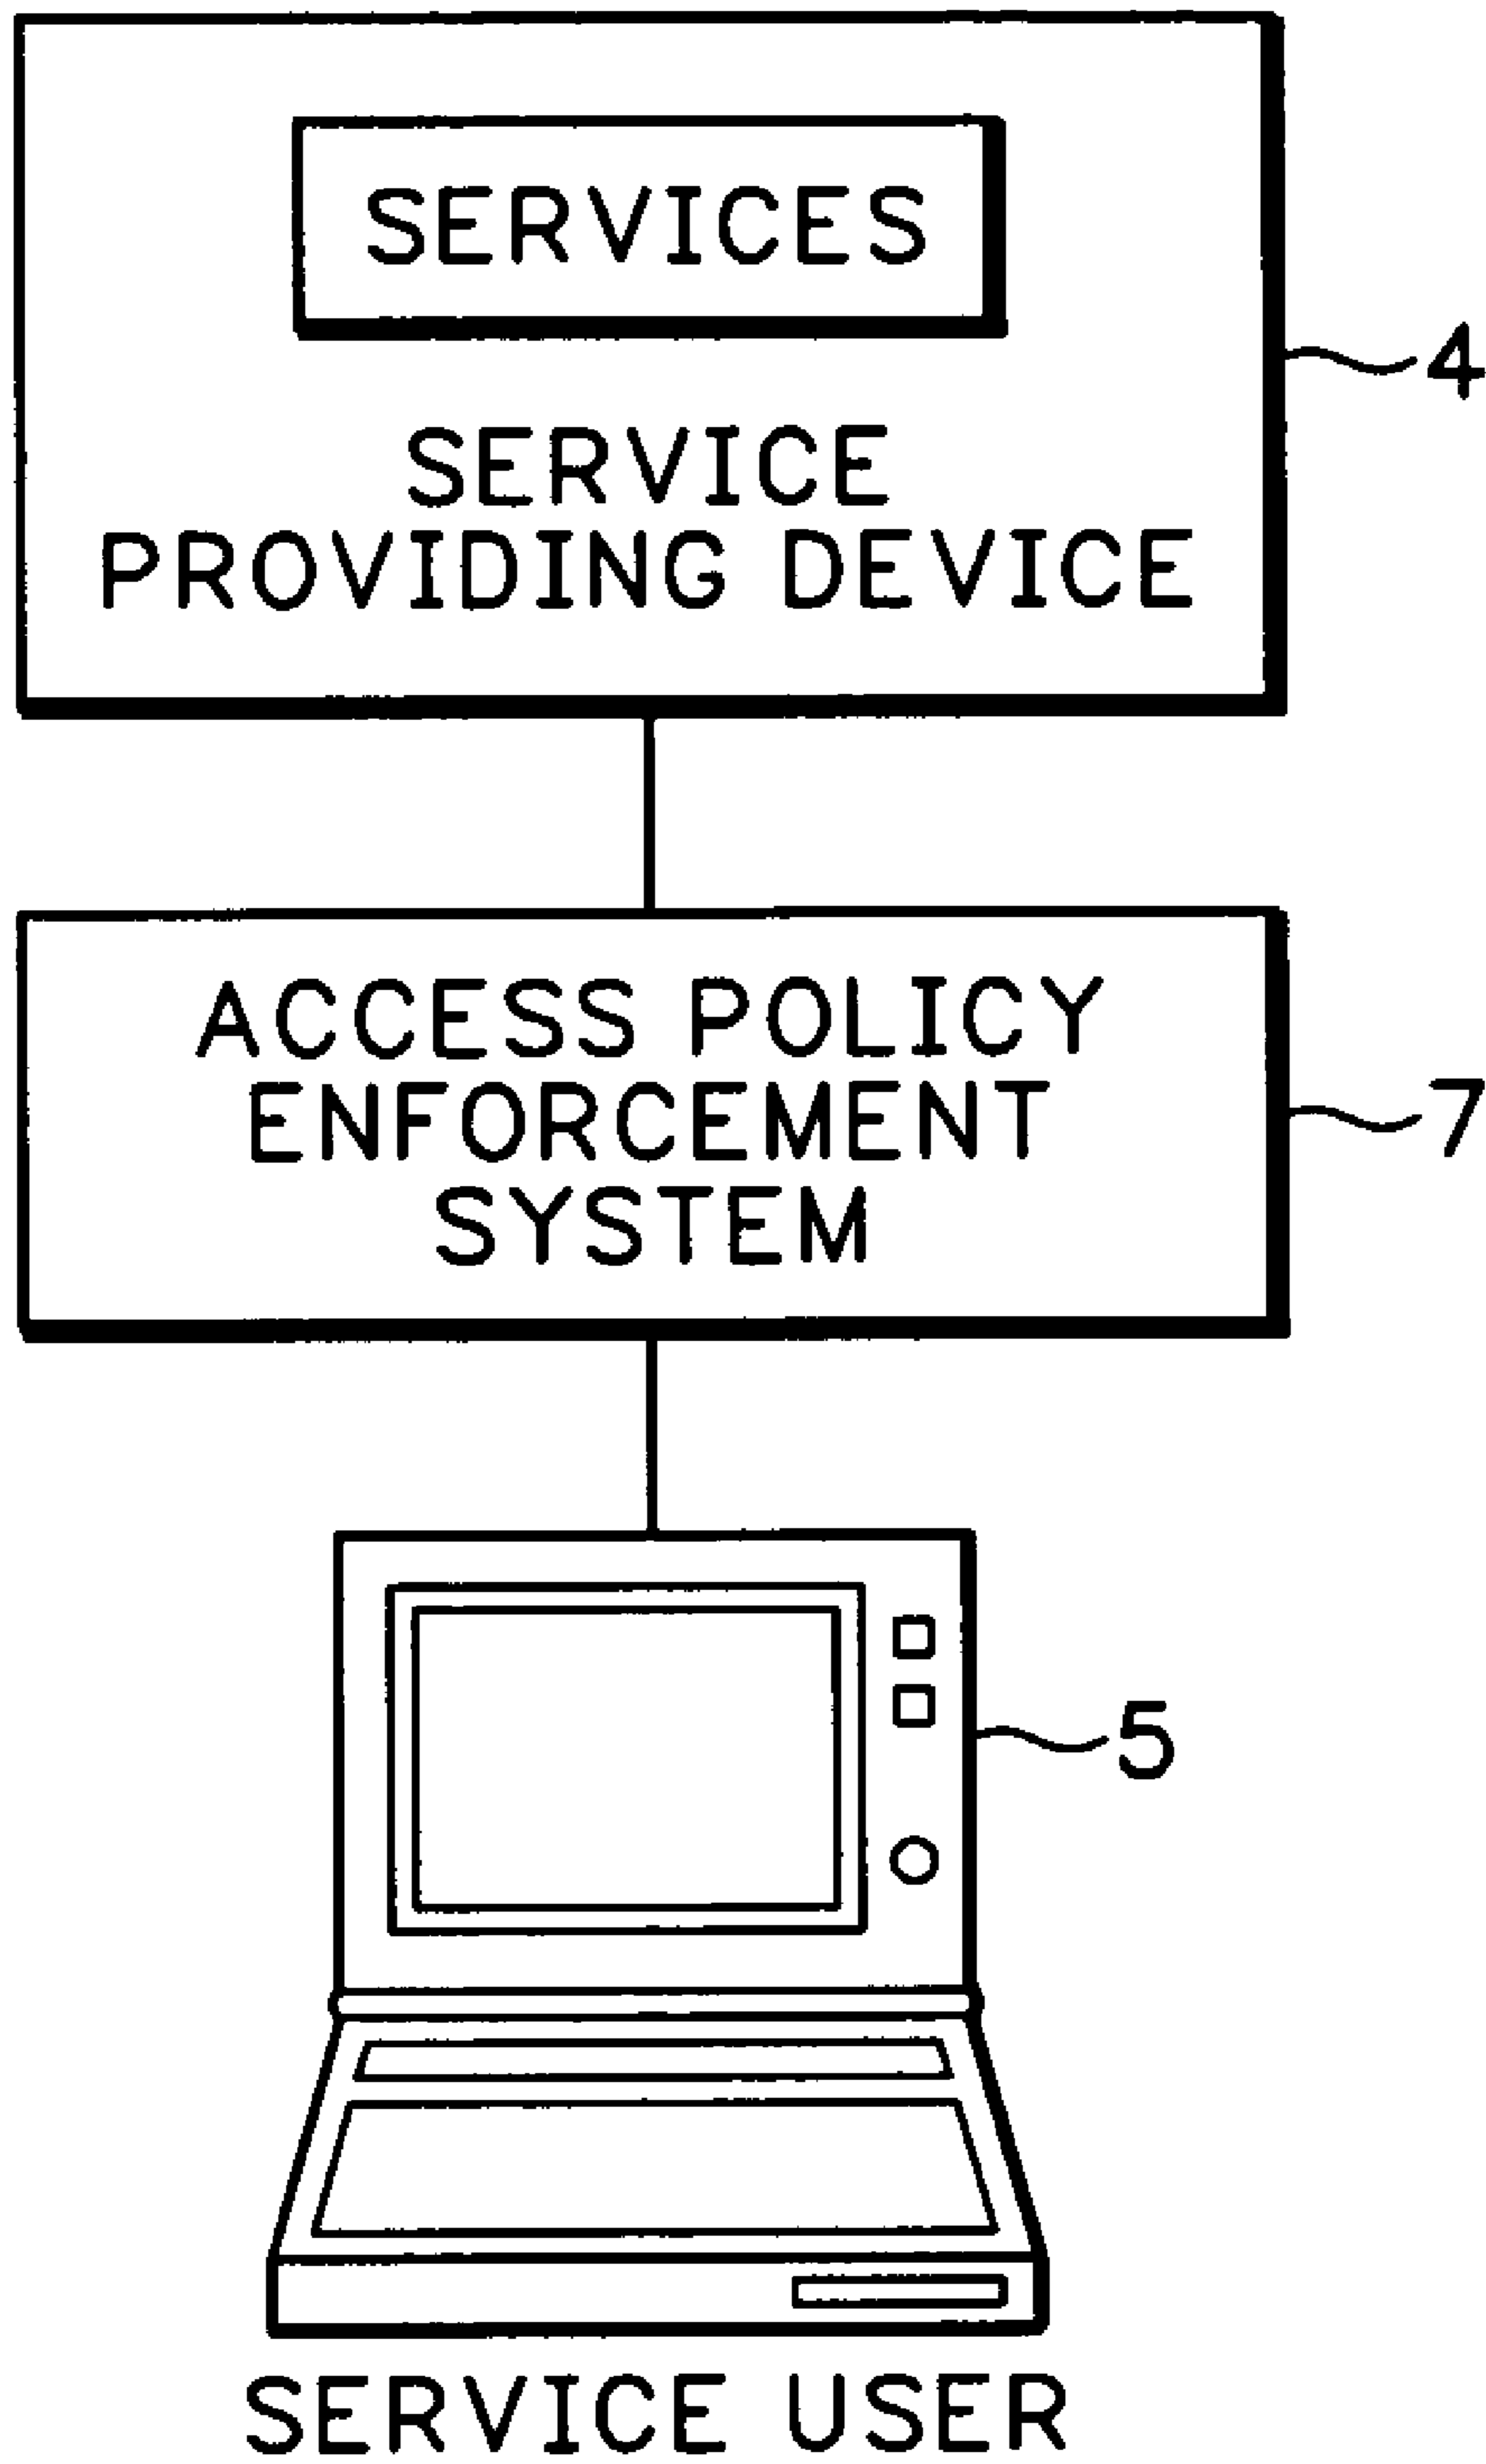 SERVICES
4
SERVICE
PROVIDING DEVICE
ACCESS POLICY
ENFORCEMENT
SYSTEM
7
5
SERVICE USER